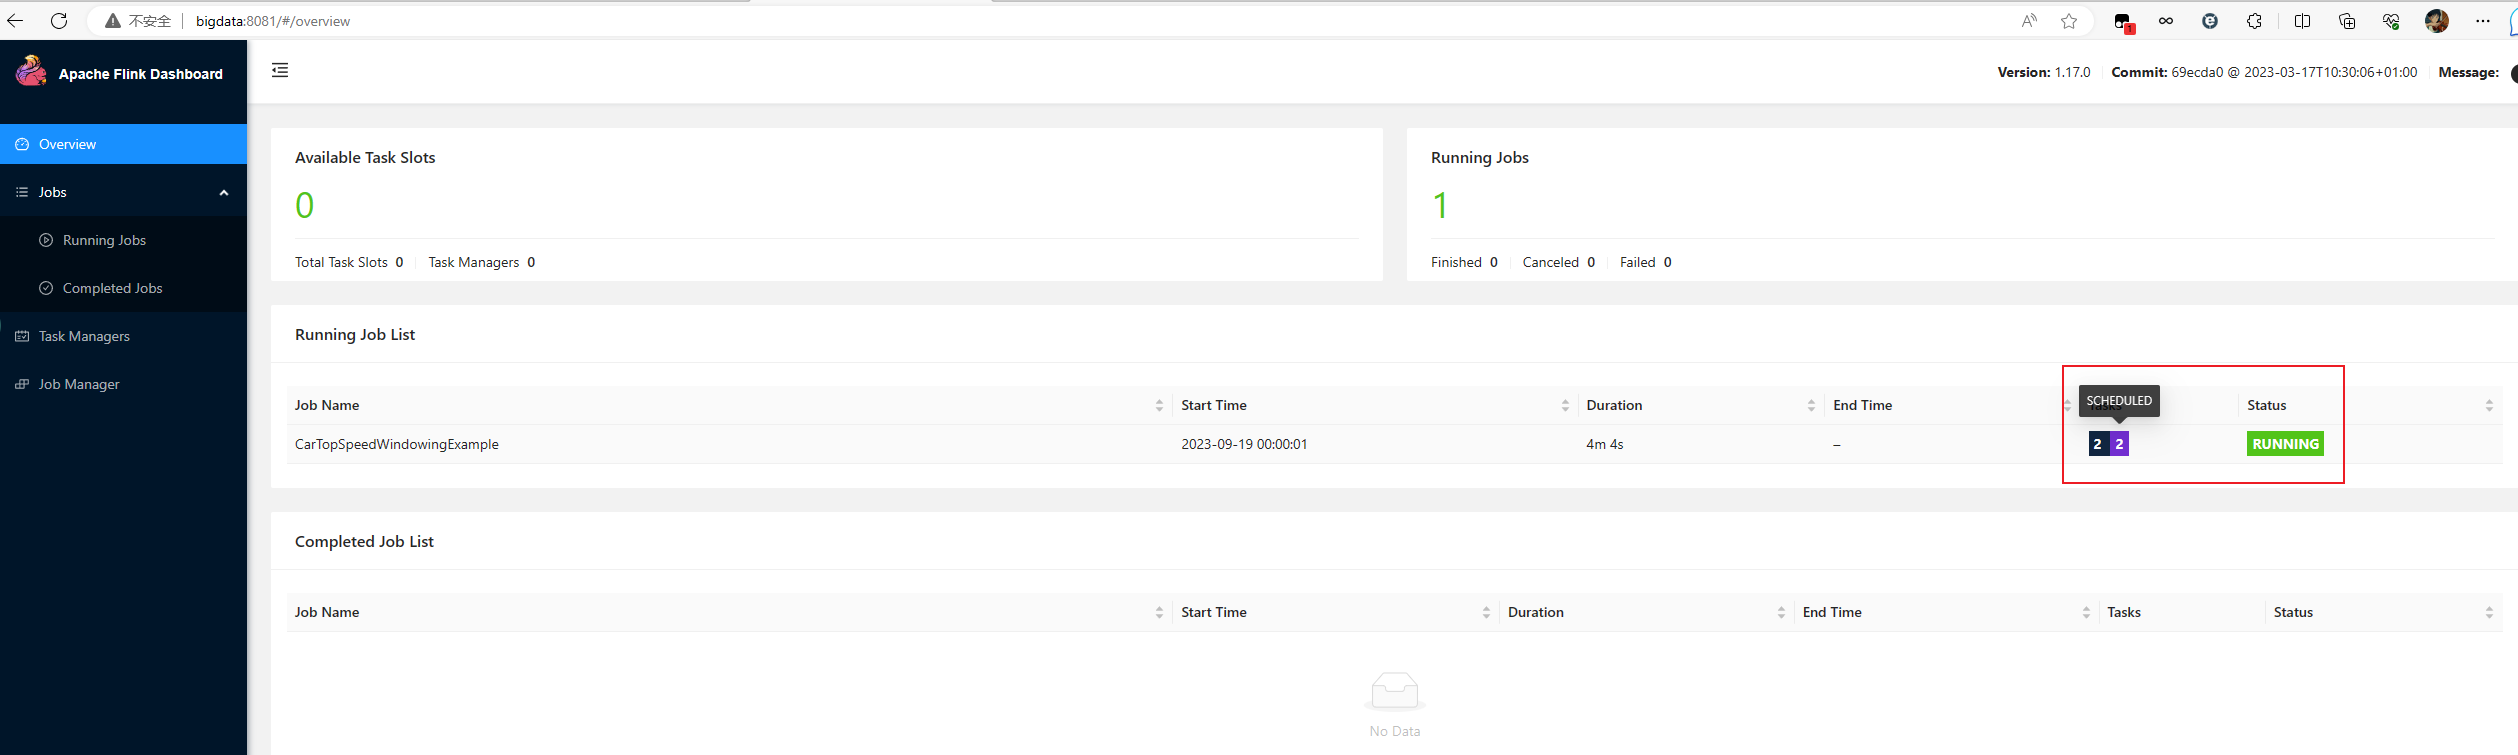 不安全 bigdata:8081/#/overview
1
Apache Flink Dashboard
Version: 1.17.0 Commit: 69ecda0 @ 2023-03-17T10:30:06+01:00 Message:
Overview
Jobs
Running Jobs
Completed Jobs
Task Managers
Job Manager
Available Task Slots
0
Total Task Slots 0 Task Managers 0
Running Jobs
1
Finished 0 Canceled 0 Failed 0
Running Job List
SCHEDULED
Job Name Start Time Duration End Time Tasks Status
CarTopSpeedWindowingExample 2023-09-19 00:00:01 4m 4s – 2 2 RUNNING
Completed Job List
Job Name Start Time Duration End Time Tasks Status
No Data